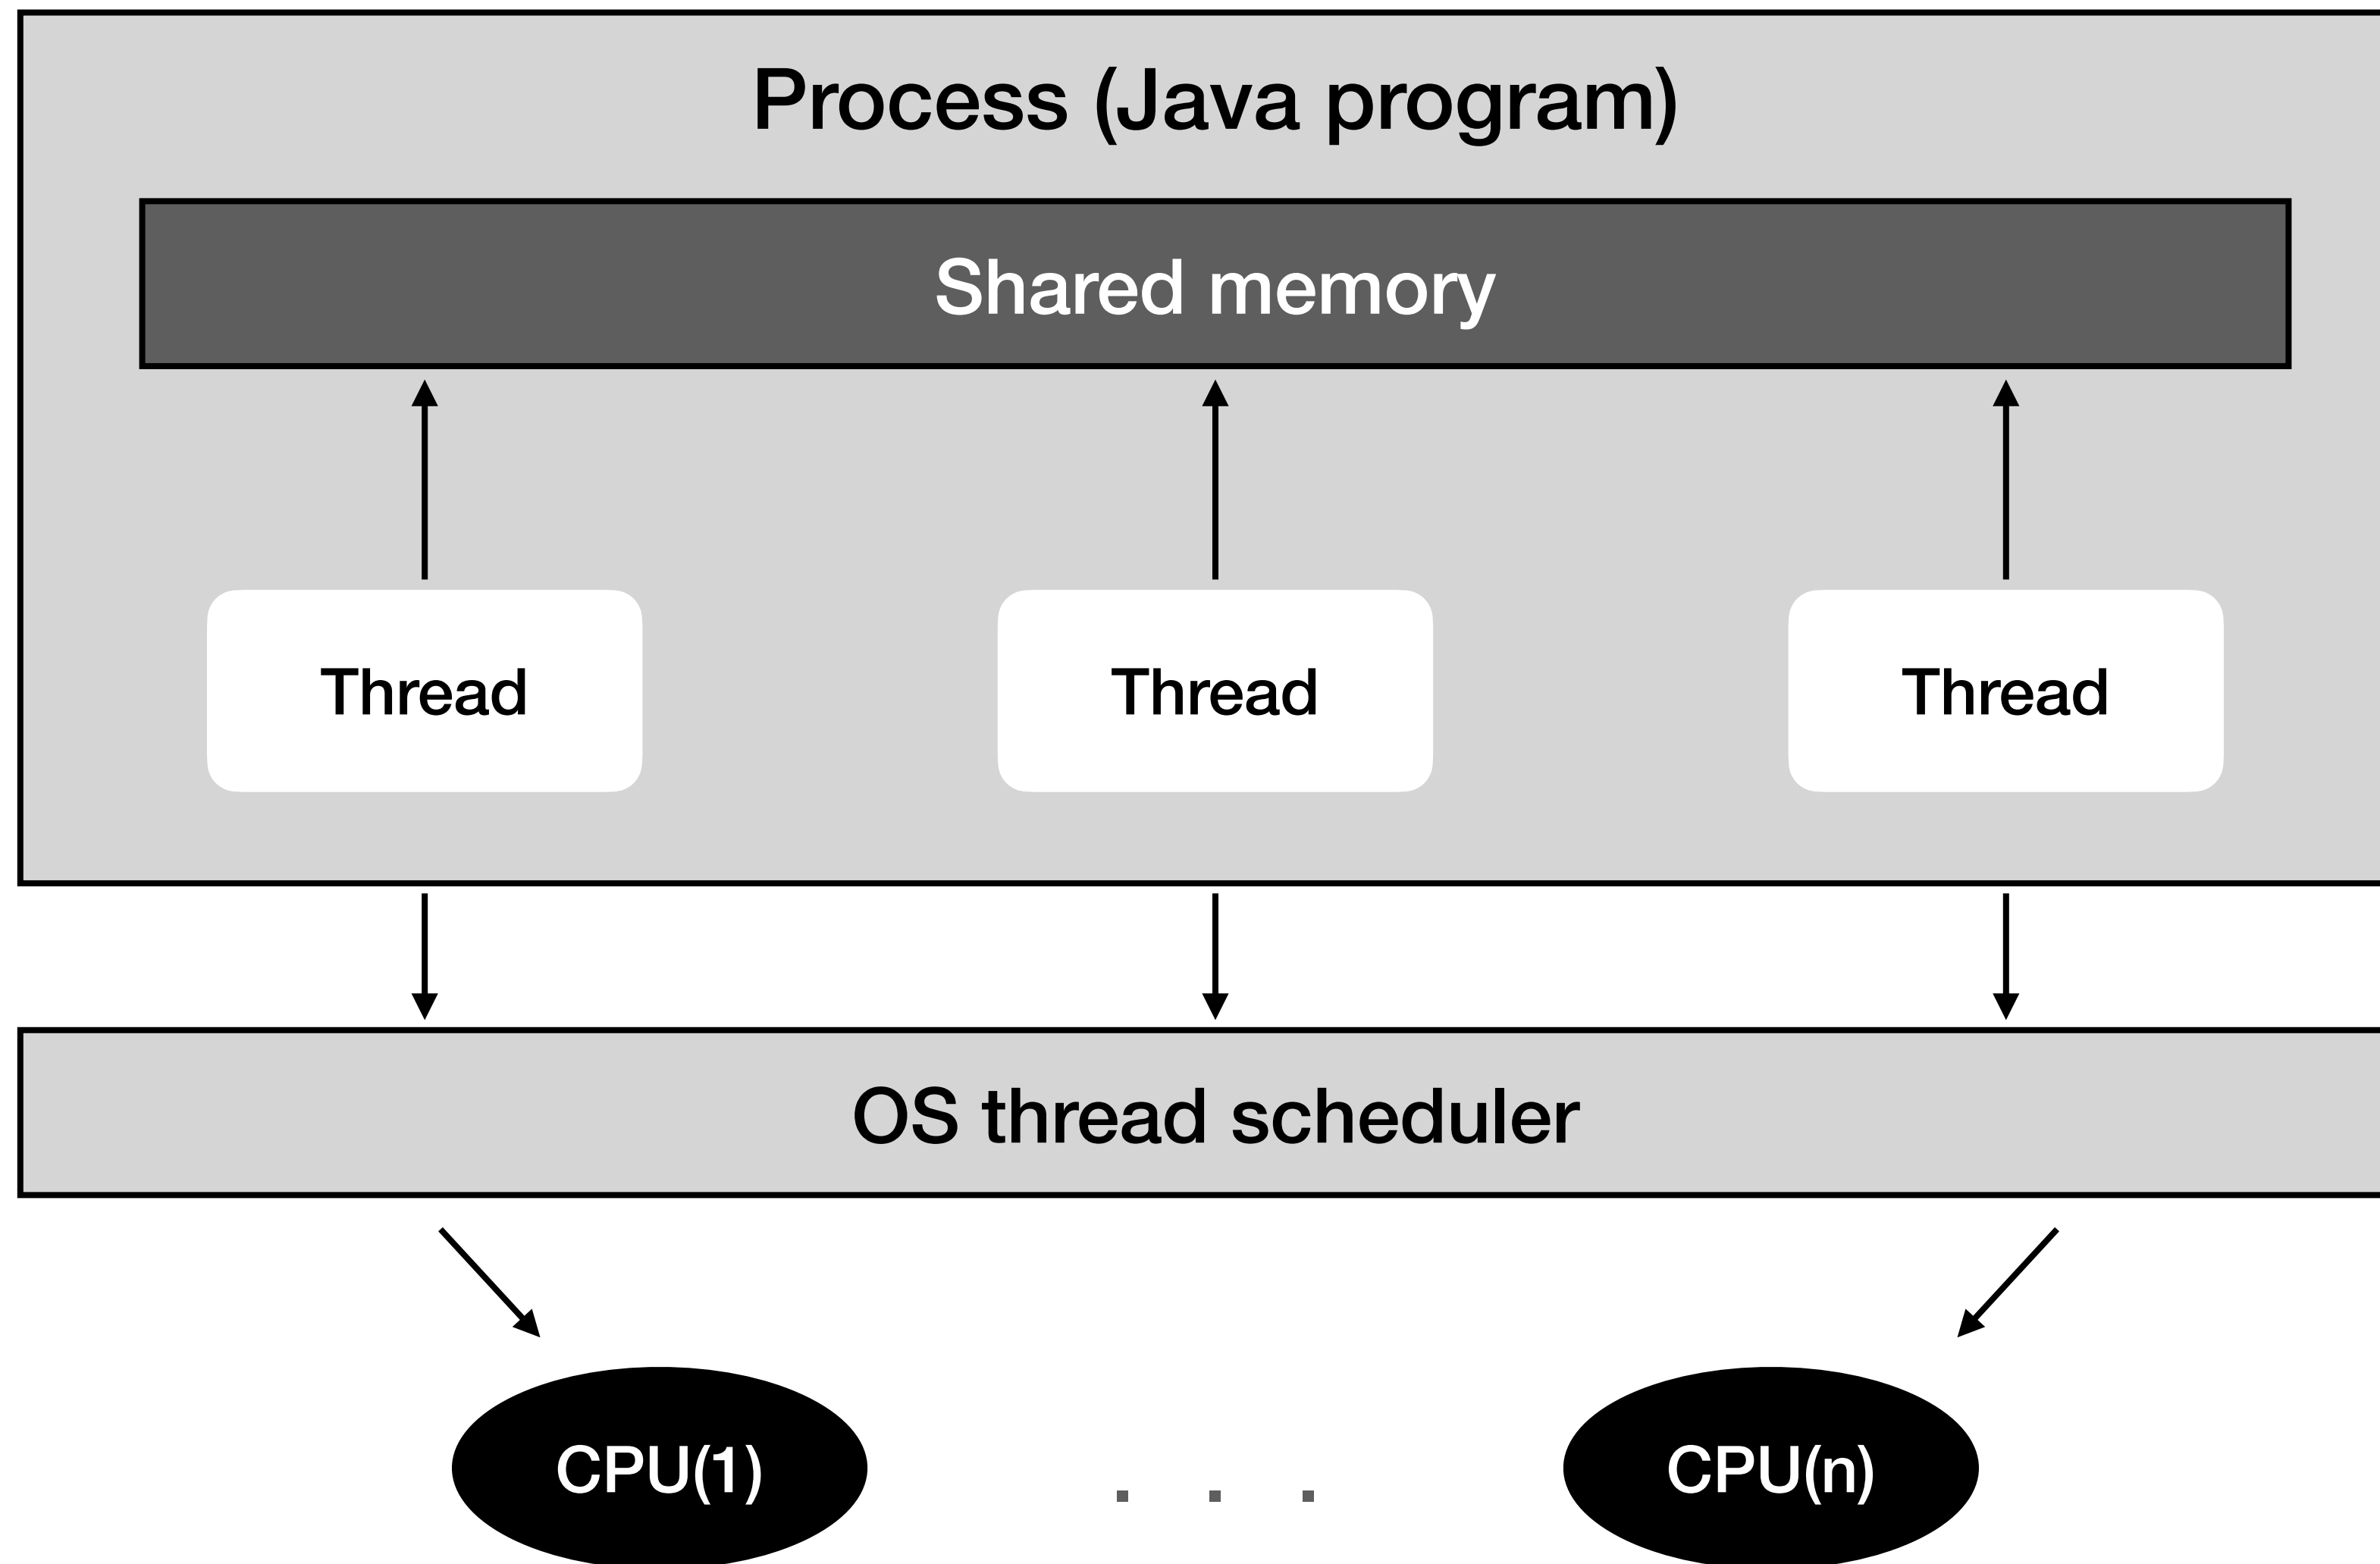 Process (Java program)
Shared memory
Thread Thread Thread
OS thread scheduler
CPU(1) . . . CPU(n)